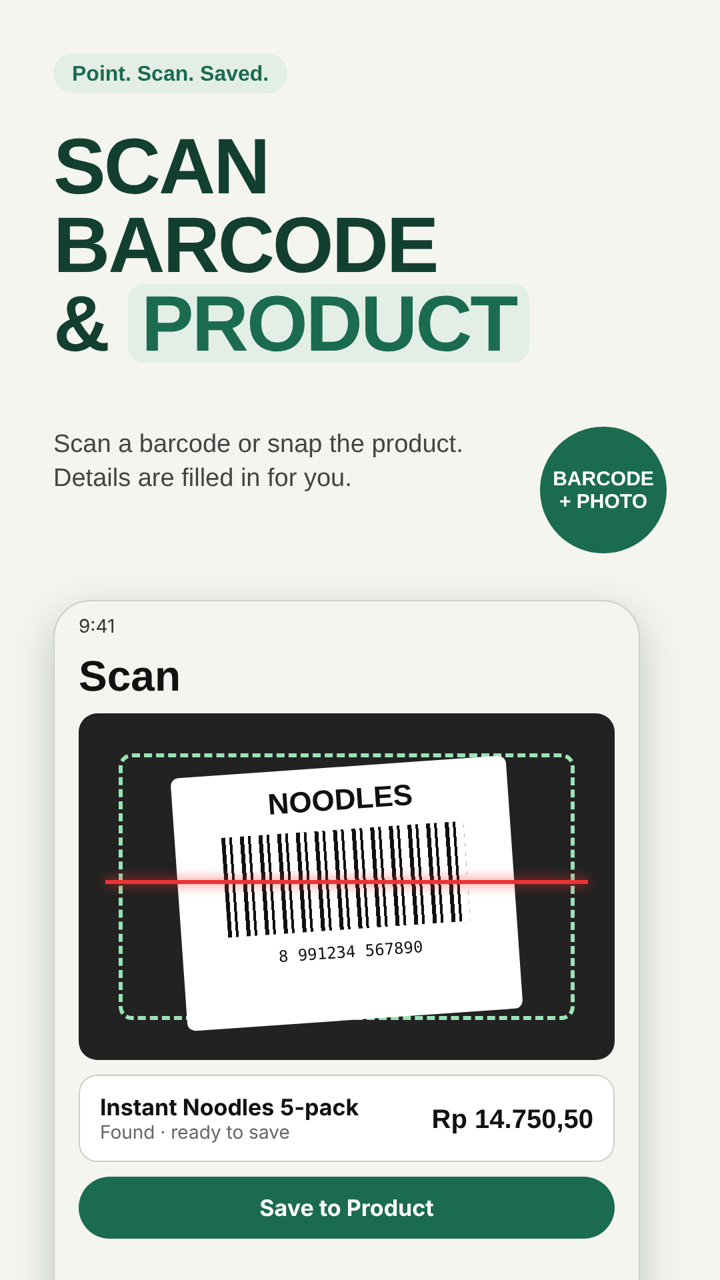 Point. Scan. Saved.
SCAN
BARCODE
& PRODUCT
Scan a barcode or snap the product.
Details are filled in for you.
BARCODE
+ PHOTO
9:41
Scan
NOODLES
8 991234 567890
Instant Noodles 5-pack
Found · ready to save
Rp 14.750,50
Save to Product